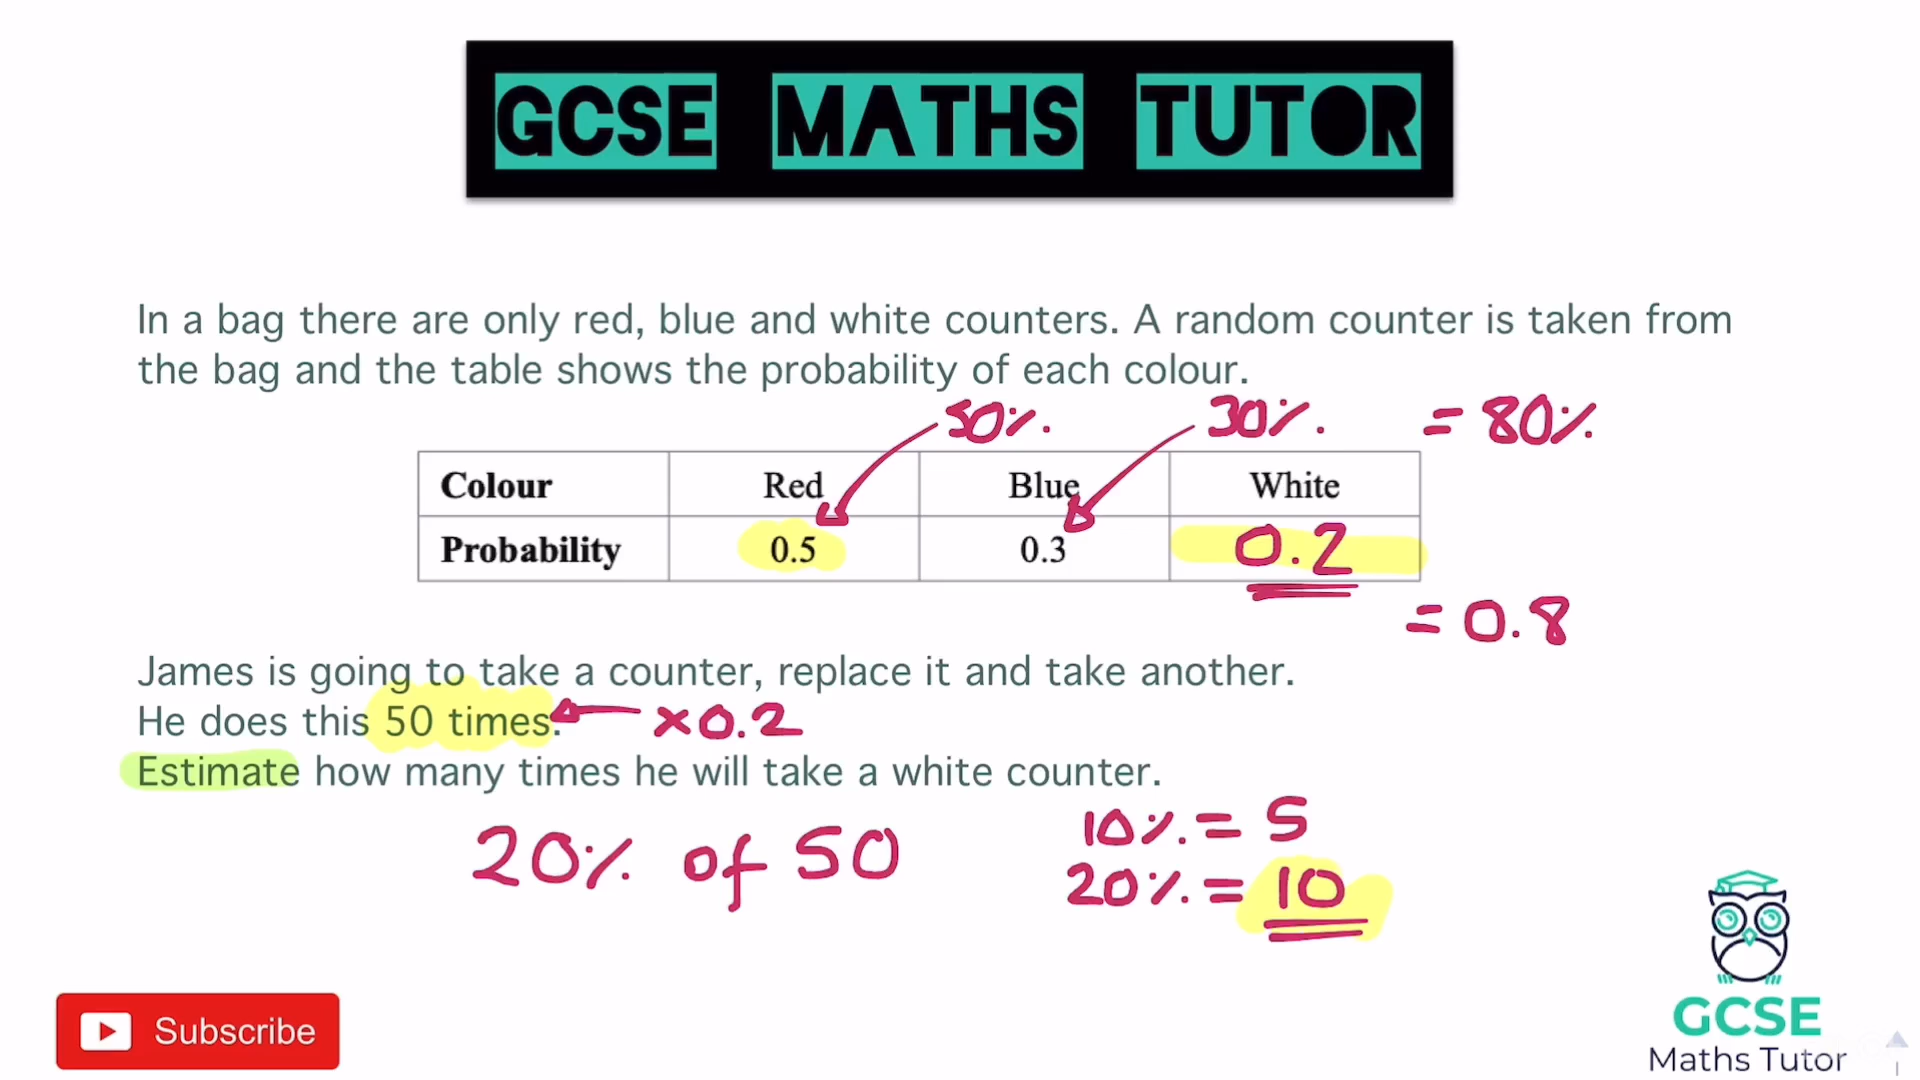 GCSE MATHS TUTOR
In a bag there are only red, blue and white counters. A random counter is taken from
the bag and the table shows the probability of each colour.
50% 30% = 80%
Colour Red Blue White
Probability 0.5 0.3 0.2
= 0.8
James is going to take a counter, replace it and take another.
He does this 50 times. ×0.2
Estimate how many times he will take a white counter.
20% of 50
10% = 5
20% = 10
Subscribe
GCSE
Maths Tutor